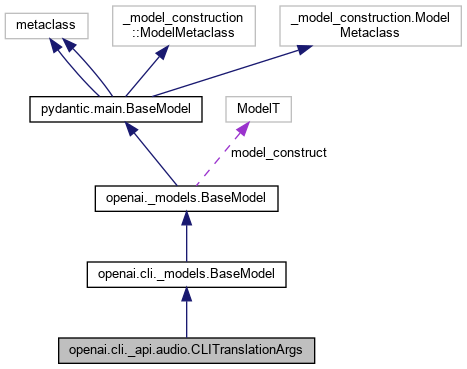 metaclass
_model_construction
::ModelMetaclass
_model_construction.Model
Metaclass
pydantic.main.BaseModel
ModelT
model_construct
openai._models.BaseModel
openai.cli._models.BaseModel
openai.cli._api.audio.CLITranslationArgs